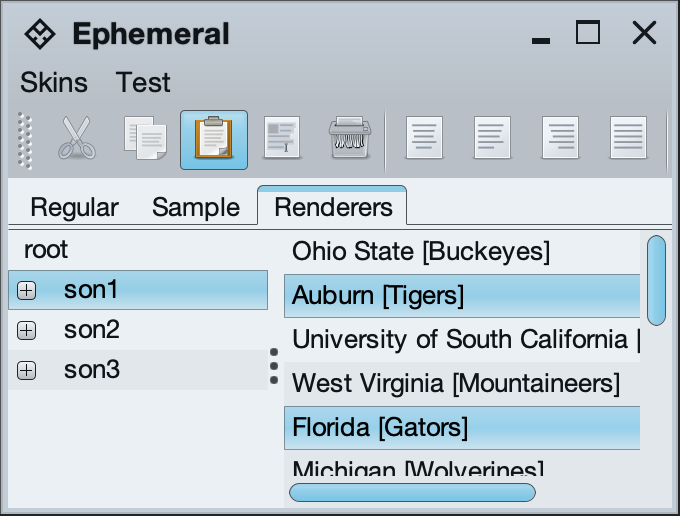 Ephemeral
Skins Test
Regular Sample Renderers
root
son1
son2
son3
Ohio State [Buckeyes]
Auburn [Tigers]
University of South California [
West Virginia [Mountaineers]
Florida [Gators]
Michigan [Wolverines]